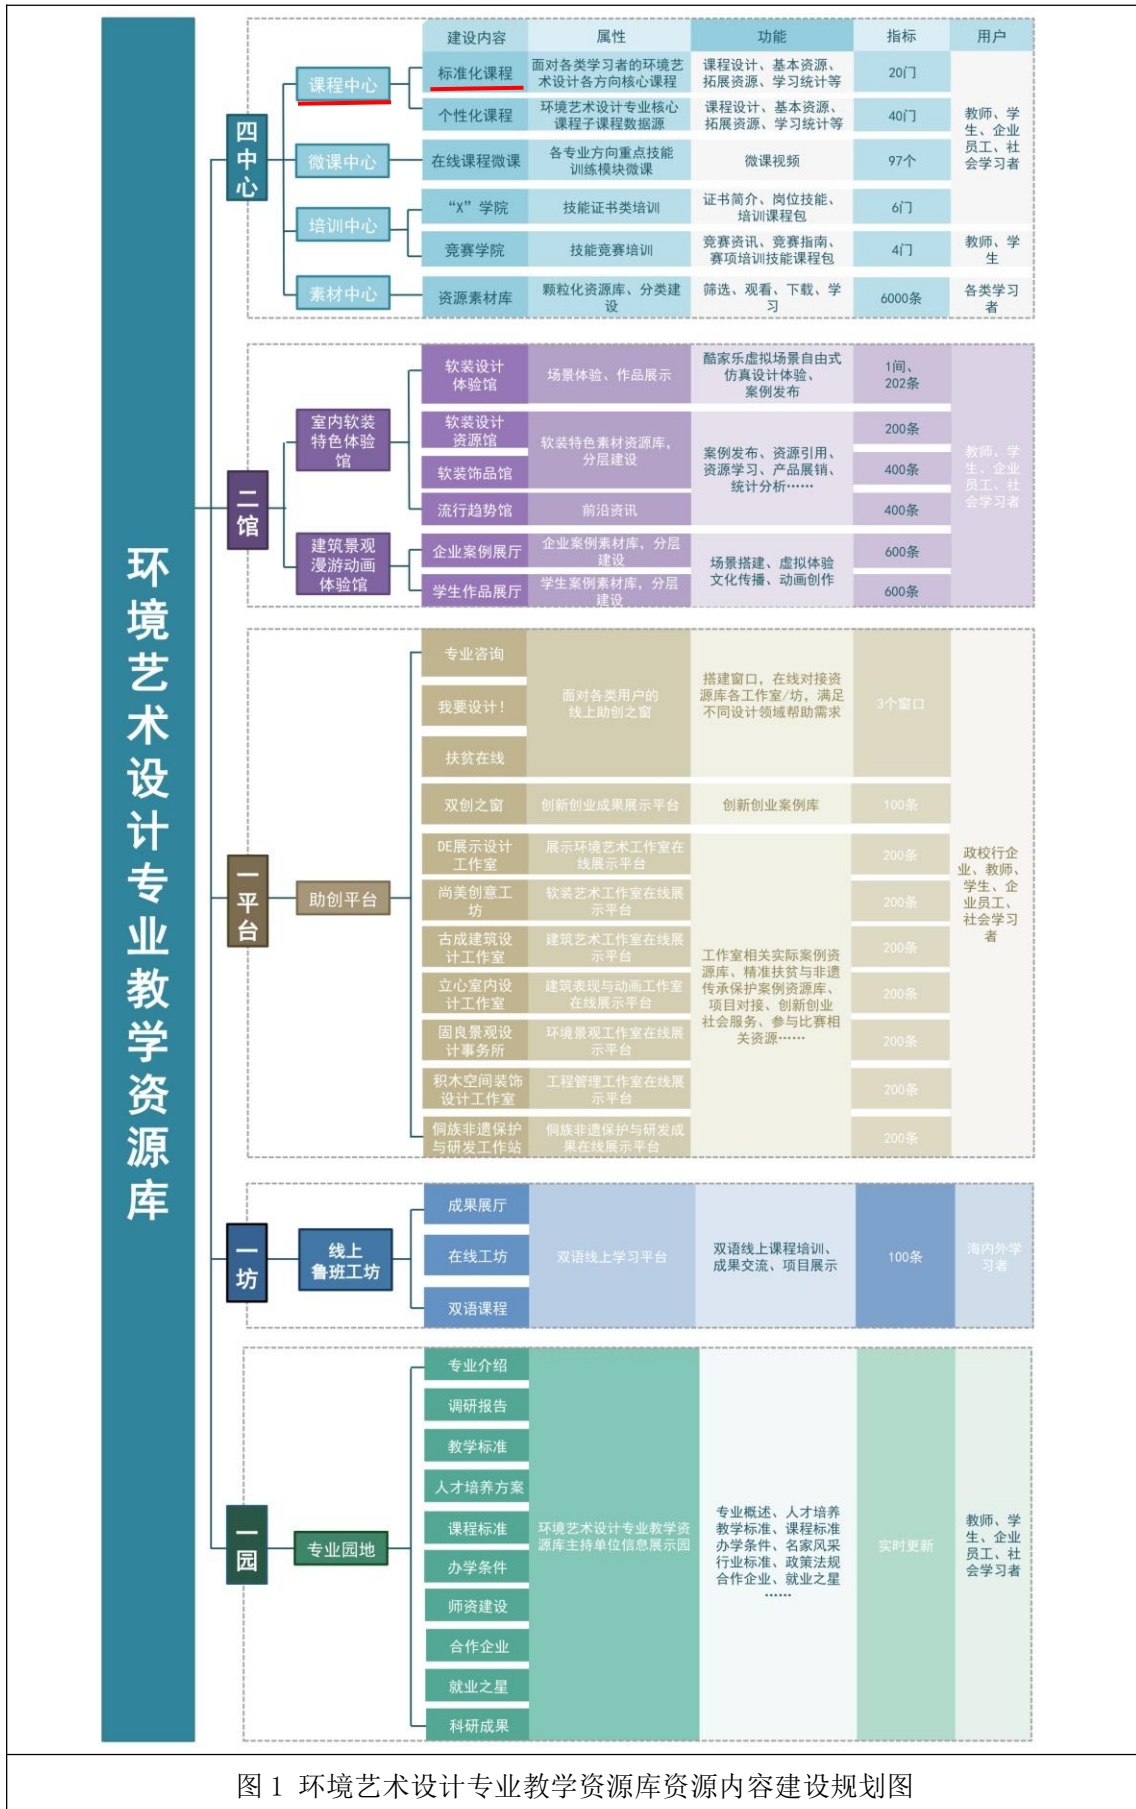 环境艺术设计专业教学资源库
建设内容 属性 功能 指标 用户
四中心
课程中心
标准化课程
面对各类学习者的环境艺
术设计各方向核心课程
课程设计、基本资源、
拓展资源、学习统计等
20门
个性化课程
环境艺术设计专业核心
课程子课程数据源
课程设计、基本资源、
拓展资源、学习统计等
40门
微课中心
在线课程微课
各专业方向重点技能
训练模块微课
微课视频
97个
培训中心
“X”学院
技能证书类培训
证书简介、岗位技能、
培训课程包
6门
教师、学
生、企业
员工、社
会学习者
竞赛学院
技能竞赛培训
竞赛资讯、竞赛指南、
赛项培训技能课程包
4门
教师、学
生
素材中心
资源素材库
颗粒化资源库、分类建
设
筛选、观看、下载、学
习
6000条
各类学习
者
二馆
室内软装
特色体验
馆
软装设计
体验馆
场景体验、作品展示
酷家乐虚拟场景自由式
仿真设计体验、
案例发布
1间、
202条
软装设计
资源馆
软装特色素材资源库，
分层建设
200条
软装饰品馆
400条
流行趋势馆
前沿资讯
案例发布、资源引用、
资源学习、产品展销、
统计分析……
400条
建筑景观
漫游动画
体验馆
企业案例展厅
企业案例素材库，分层
建设
600条
学生作品展厅
学生案例素材库，分层
建设
场景搭建、虚拟体验
文化传播、动画创作
600条
教师、学
生、企业
员工、社
会学习者
一平台
助创平台
专业咨询
我要设计！
扶贫在线
面对各类用户的
线上助创之窗
搭建窗口，在线对接资
源库各工作室/坊，满足
不同设计领域帮助需求
3个窗口
双创之窗
创新创业成果展示平台
创新创业案例库
100条
DE展示设计
工作室
展示环境艺术工作室在
线展示平台
200条
尚美创意工
坊
软装艺术工作室在线展
示平台
200条
古成建筑设
计工作室
建筑艺术工作室在线展
示平台
200条
立心室内设
计工作室
建筑表现与动画工作室
在线展示平台
200条
固良景观设
计事务所
环境景观工作室在线展
示平台
200条
积木空间装饰
设计工作室
工程管理工作室在线展
示平台
200条
侗族非遗保护
与研发工作站
侗族非遗保护与研发成
果在线展示平台
200条
工作室相关实际案例资
源库、精准扶贫与非遗
传承保护案例资源库、
项目对接、创新创业
社会服务、参与比赛相
关资源……
政校行企
业、教师、
学生、企
业员工、
社会学习
者
一坊
线上
鲁班工坊
成果展厅
在线工坊
双语课程
双语线上学习平台
双语线上课程培训、
成果交流、项目展示
100条
海内外学
习者
一园
专业园地
专业介绍
调研报告
教学标准
人才培养方案
课程标准
办学条件
师资建设
合作企业
就业之星
科研成果
环境艺术设计专业教学资
源库主持单位信息展示园
专业概述、人才培养
教学标准、课程标准
办学条件、名家风采
行业标准、政策法规
合作企业、就业之星
……
实时更新
教师、学
生、企业
员工、社
会学习者
图 1 环境艺术设计专业教学资源库资源内容建设规划图